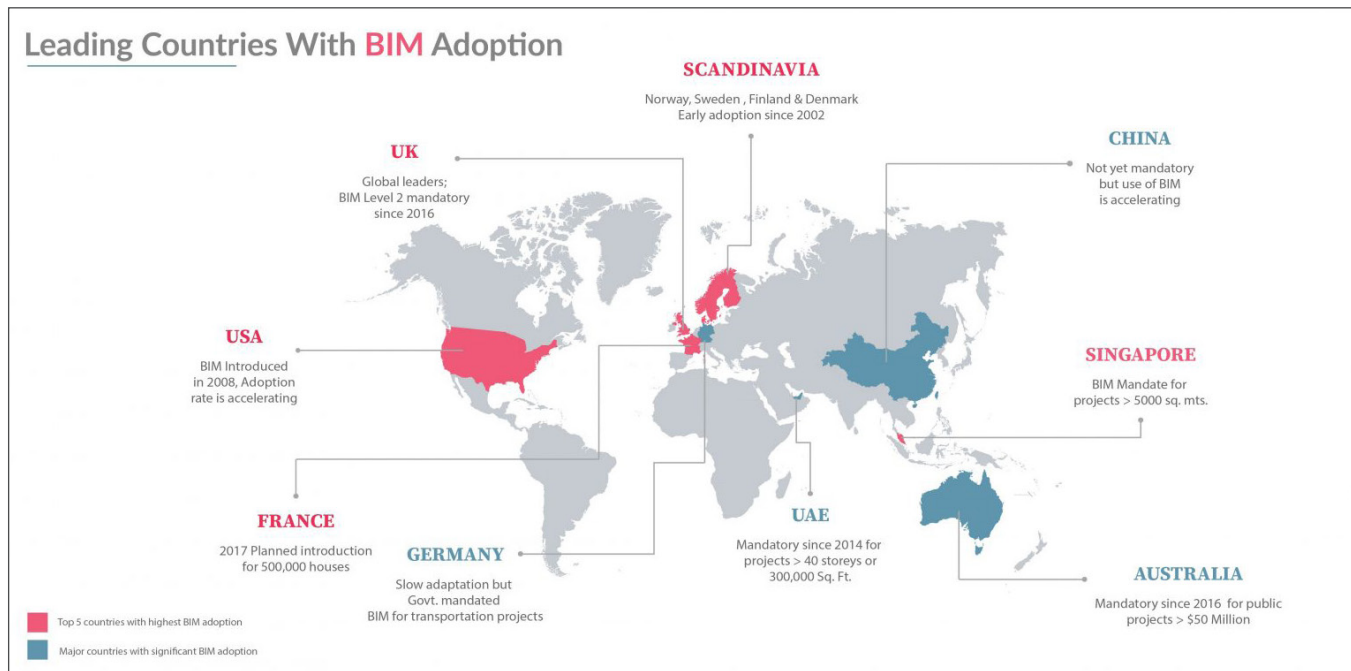 Leading Countries With BIM Adoption
SCANDINAVIA
Norway, Sweden , Finland & Denmark
Early adoption since 2002
UK
Global leaders;
BIM Level 2 mandatory
since 2016
CHINA
Not yet mandatory
but use of BIM
is accelerating
USA
BIM Introduced
in 2008, Adoption
rate is accelerating
SINGAPORE
BIM Mandate for
projects > 5000 sq. mts.
FRANCE
2017 Planned introduction
for 500,000 houses
GERMANY
Slow adaptation but
Govt. mandated
BIM for transportation projects
UAE
Mandatory since 2014 for
projects > 40 storeys or
300,000 Sq. Ft.
AUSTRALIA
Mandatory since 2016 for public
projects > $50 Million
Top 5 countries with highest BIM adoption
Major countries with significant BIM adoption